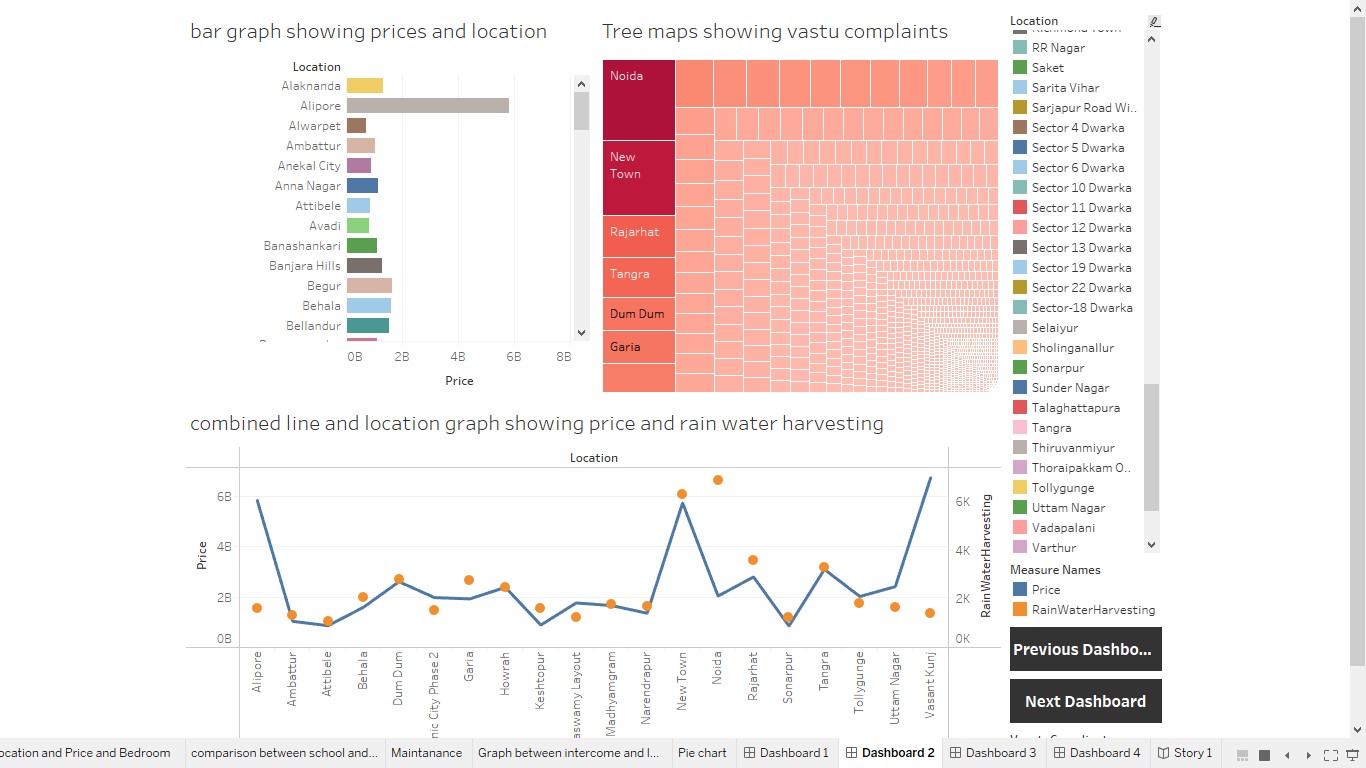 bar graph showing prices and location
Location
Alaknanda
Alipore
Alwarpet
Ambattur
Anekal City
Anna Nagar
Attibele
Avadi
Banashankari
Banjara Hills
Begur
Behala
Bellandur
0B 2B 4B 6B 8B
Price
Tree maps showing vastu complaints
Noida
New
Town
Rajarhat
Tangra
Dum Dum
Garia
combined line and location graph showing price and rain water harvesting
Location
Price
6B
4B
2B
0B
6K
4K
2K
0K
RainWaterHarvesting
Alipore
Ambattur
Attibele
Behala
Dum Dum
nic City Phase 2
Garia
Howrah
Keshtopur
aswamy Layout
Madhyamgram
Narendrapur
New Town
Noida
Rajarhat
Sonarpur
Tangra
Tollygunge
Uttam Nagar
Vasant Kunj
Location
Richmond Town
RR Nagar
Saket
Sarita Vihar
Sarjapur Road Wi..
Sector 4 Dwarka
Sector 5 Dwarka
Sector 6 Dwarka
Sector 10 Dwarka
Sector 11 Dwarka
Sector 12 Dwarka
Sector 13 Dwarka
Sector 19 Dwarka
Sector 22 Dwarka
Sector-18 Dwarka
Selaiyur
Sholinganallur
Sonarpur
Sunder Nagar
Talaghattapura
Tangra
Thiruvanmiyur
Thoraipakkam O..
Tollygunge
Uttam Nagar
Vadapalani
Varthur
Measure Names
Price
RainWaterHarvesting
Previous Dashbo...
Next Dashboard
ocation and Price and Bedroom
comparison between school and...
Maintanance
Graph between intercome and l...
Pie chart
Dashboard 1
Dashboard 2
Dashboard 3
Dashboard 4
Story 1